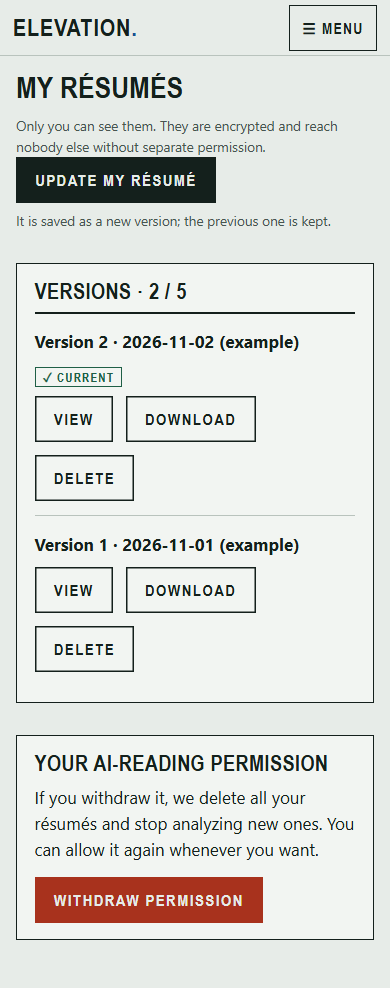 ELEVATION.
☰ MENU
MY RÉSUMÉS
Only you can see them. They are encrypted and reach
nobody else without separate permission.
UPDATE MY RÉSUMÉ
It is saved as a new version; the previous one is kept.
VERSIONS · 2 / 5
Version 2 · 2026-11-02 (example)
✓ CURRENT
VIEW
DOWNLOAD
DELETE
Version 1 · 2026-11-01 (example)
VIEW
DOWNLOAD
DELETE
YOUR AI-READING PERMISSION
If you withdraw it, we delete all your
résumés and stop analyzing new ones. You
can allow it again whenever you want.
WITHDRAW PERMISSION